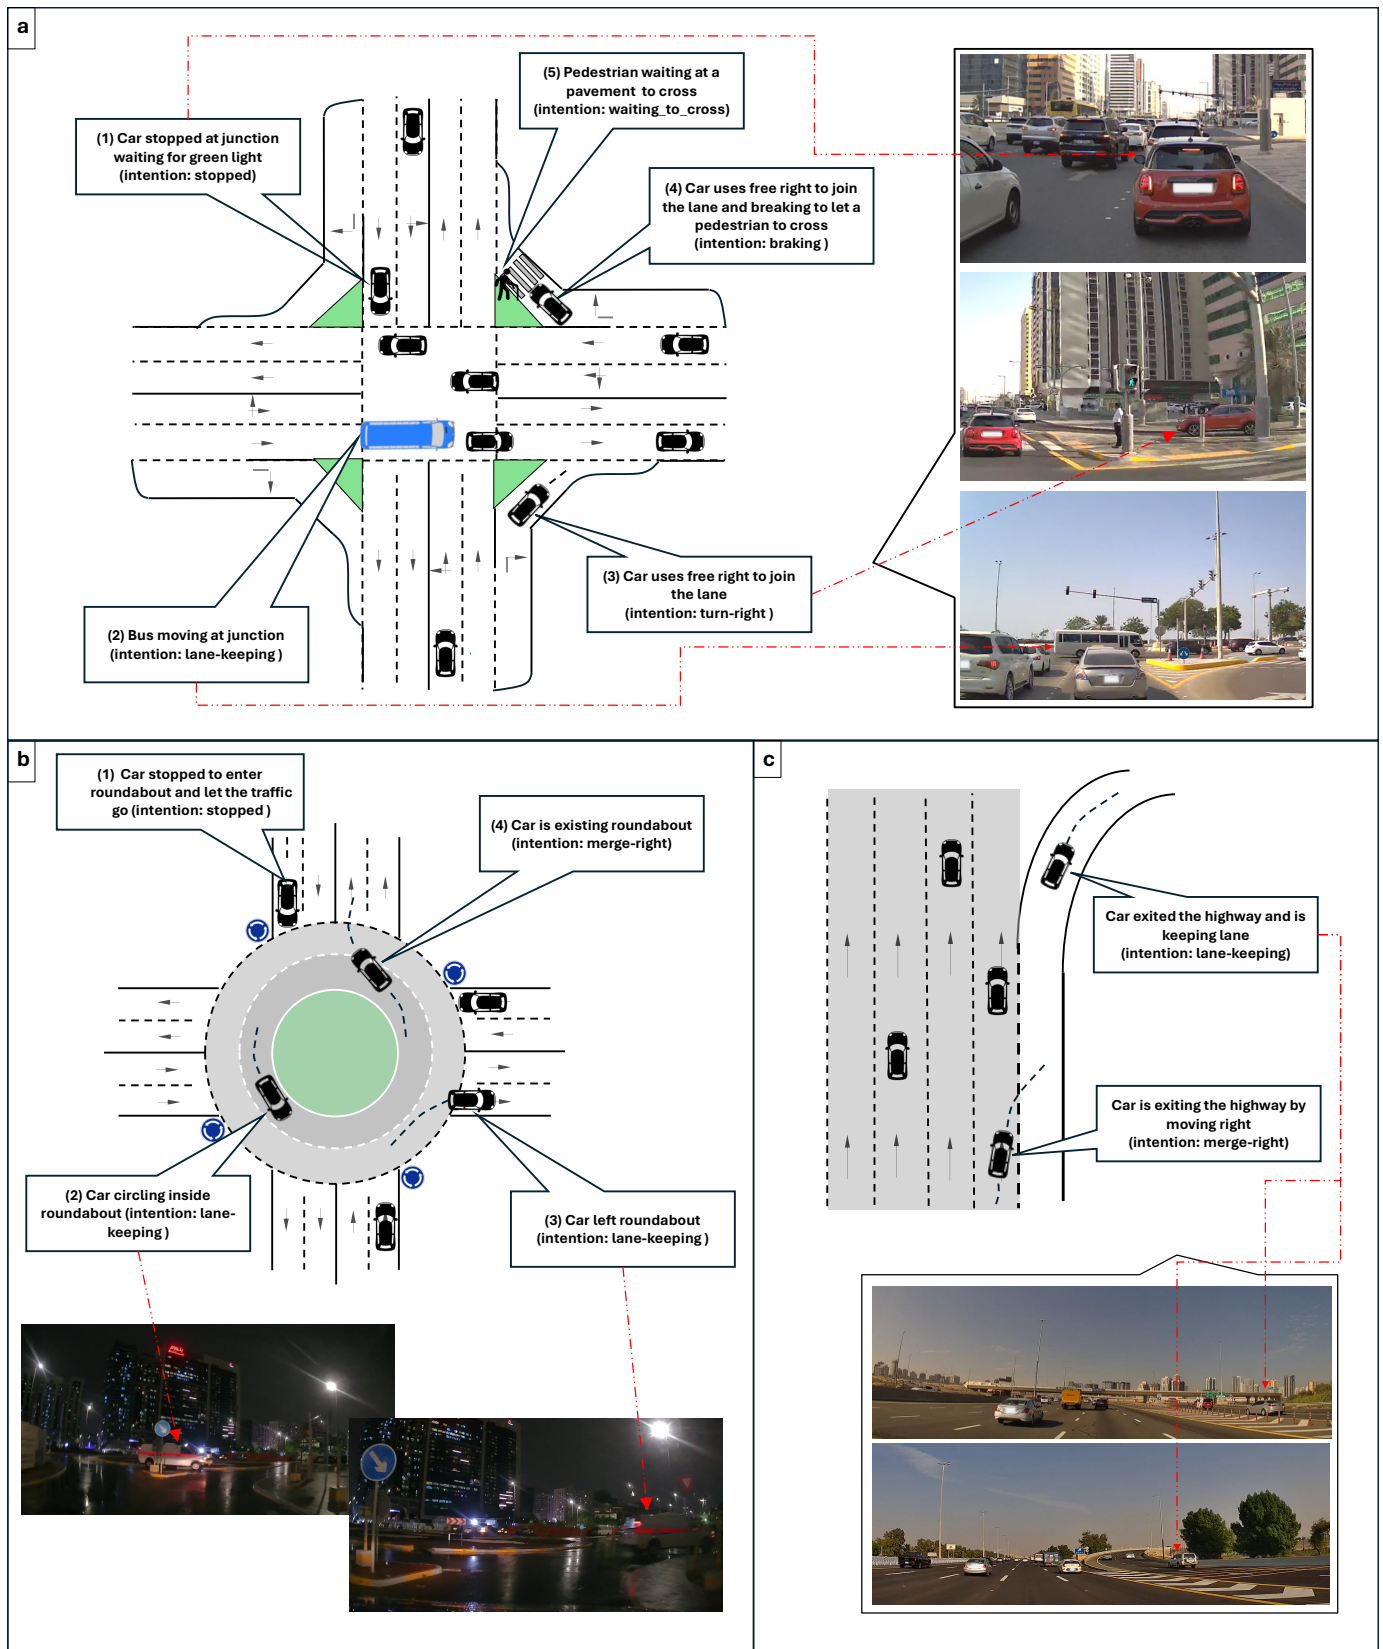 a
(5) Pedestrian waiting at a
pavement to cross
(intention: waiting_to_cross)
(1) Car stopped at junction
waiting for green light
(intention: stopped)
(4) Car uses free right to join
the lane and breaking to let a
pedestrian to cross
(intention: braking )
(3) Car uses free right to join
the lane
(intention: turn-right )
(2) Bus moving at junction
(intention: lane-keeping )
b
(1) Car stopped to enter
roundabout and let the traffic
go (intention: stopped )
(4) Car is existing roundabout
(intention: merge-right)
(2) Car circling inside
roundabout (intention: lane-
keeping )
(3) Car left roundabout
(intention: lane-keeping )
c
Car exited the highway and is
keeping lane
(intention: lane-keeping)
Car is exiting the highway by
moving right
(intention: merge-right)